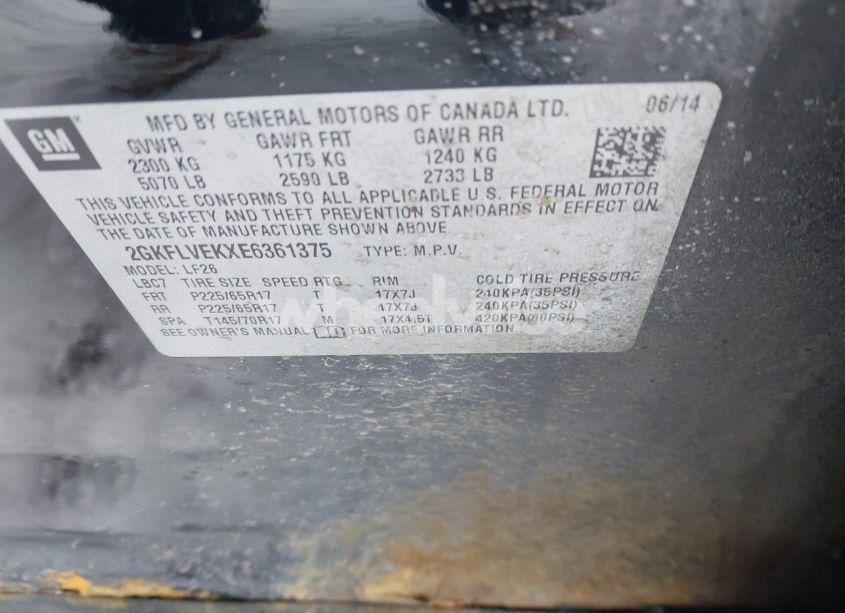 GM
MFD BY GENERAL MOTORS OF CANADA LTD. 06/14
GVWR GAWR FRT GAWR RR
2300 KG 1175 KG 1240 KG
5070 LB 2590 LB 2733 LB
THIS VEHICLE CONFORMS TO ALL APPLICABLE U.S. FEDERAL MOTOR
VEHICLE SAFETY AND THEFT PREVENTION STANDARDS IN EFFECT ON
THE DATE OF MANUFACTURE SHOWN ABOVE.
2GKFLVEKXE6361375 TYPE: M.P.V.
MODEL: LF26
LBC7 TIRE SIZE SPEED RTG RIM COLD TIRE PRESSURE
FRT P225/65R17 T 17X7J 240KPA(35PSI)
RR P225/65R17 T 17X7J 240KPA(35PSI)
SPA T145/70R17 M 17X4.5T 420KPA(60PSI)
SEE OWNER'S MANUAL FOR MORE INFORMATION.